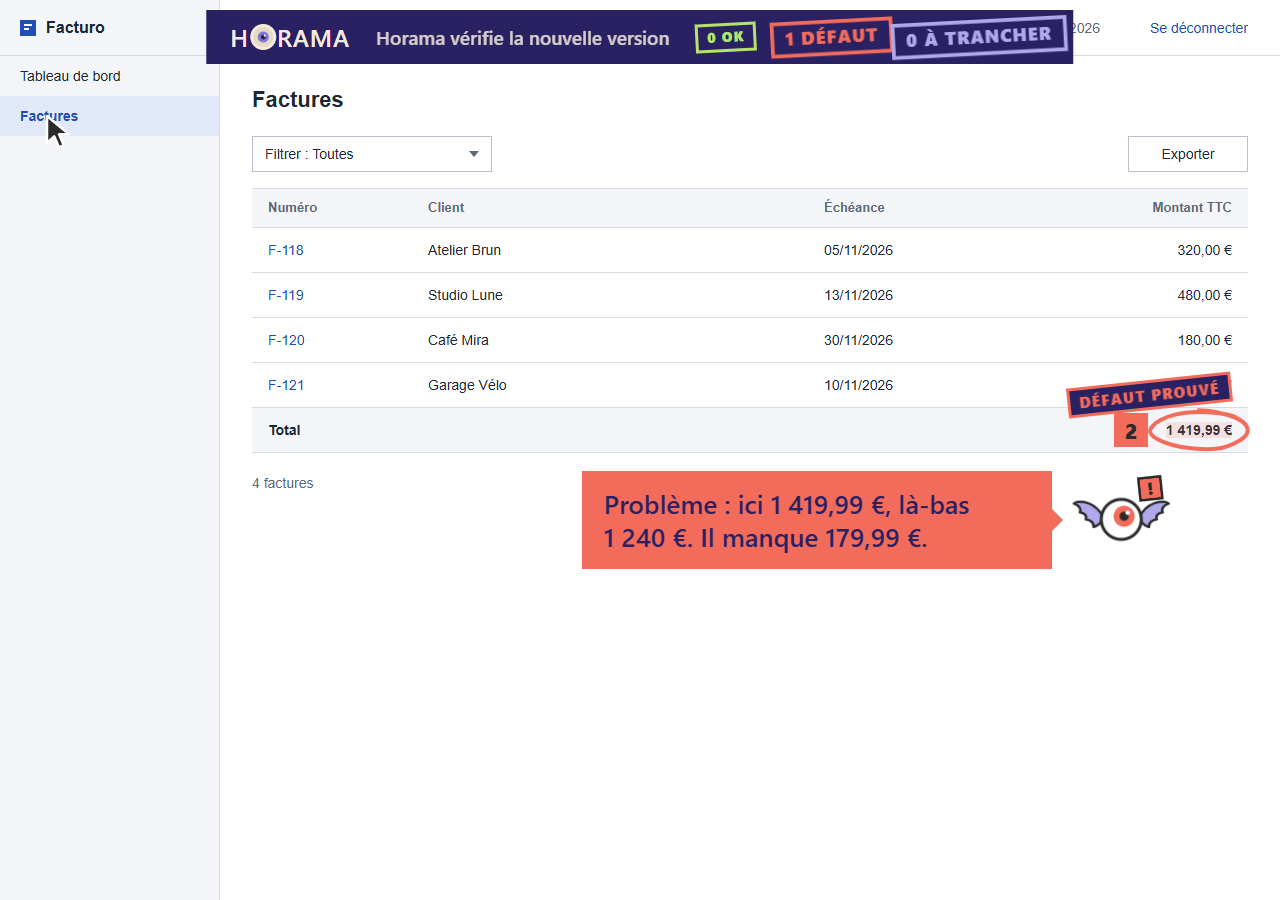 Facturo
HORAMA
Horama vérifie la nouvelle version
0 OK
1 DÉFAUT
0 À TRANCHER
2026
Se déconnecter
Tableau de bord
Factures
Factures
Filtrer : Toutes
Exporter
Numéro Client Échéance Montant TTC
F-118 Atelier Brun 05/11/2026 320,00 €
F-119 Studio Lune 13/11/2026 480,00 €
F-120 Café Mira 30/11/2026 180,00 €
F-121 Garage Vélo 10/11/2026
DÉFAUT PROUVÉ
Total 2 1 419,99 €
4 factures
Problème : ici 1 419,99 €, là-bas
1 240 €. Il manque 179,99 €.
!